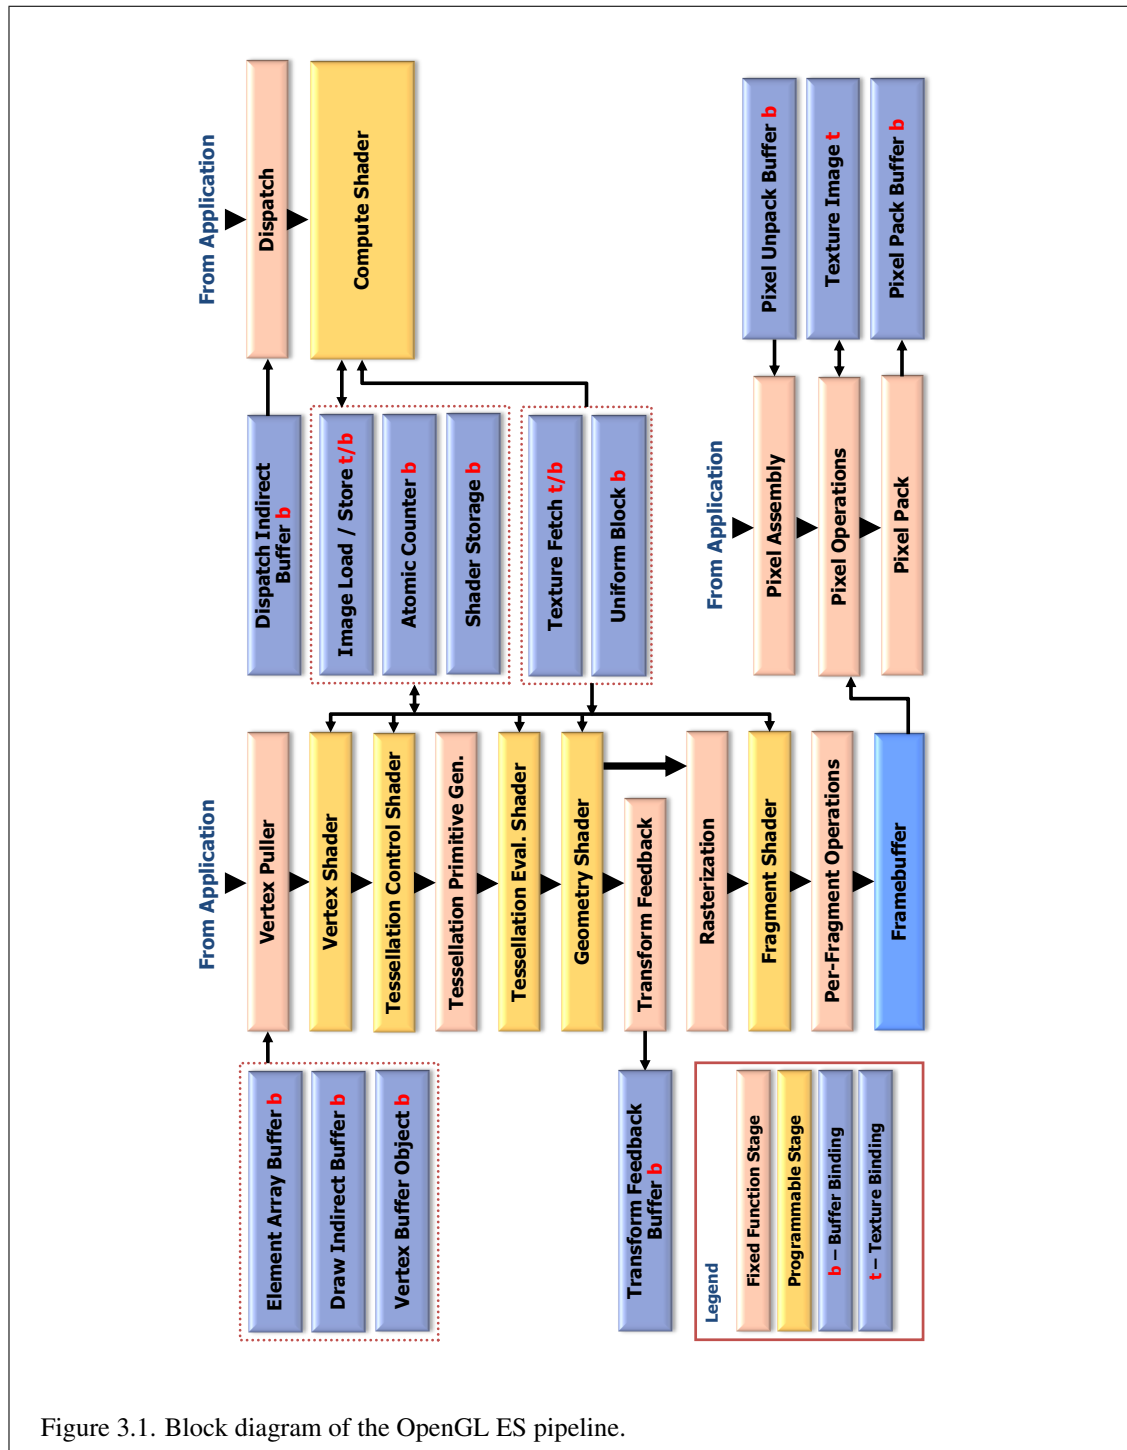 From Application
Dispatch
Compute Shader
Dispatch Indirect
Buffer b
Image Load / Store t/b
Atomic Counter b
Shader Storage b
Texture Fetch t/b
Uniform Block b
From Application
Vertex Puller
Vertex Shader
Tessellation Control Shader
Tessellation Primitive Gen.
Tessellation Eval. Shader
Geometry Shader
Transform Feedback
Rasterization
Fragment Shader
Per-Fragment Operations
Framebuffer
Element Array Buffer b
Draw Indirect Buffer b
Vertex Buffer Object b
Transform Feedback
Buffer b
From Application
Pixel Assembly
Pixel Operations
Pixel Pack
Pixel Unpack Buffer b
Texture Image t
Pixel Pack Buffer b
Legend
Fixed Function Stage
Programmable Stage
b – Buffer Binding
t – Texture Binding
Figure 3.1. Block diagram of the OpenGL ES pipeline.